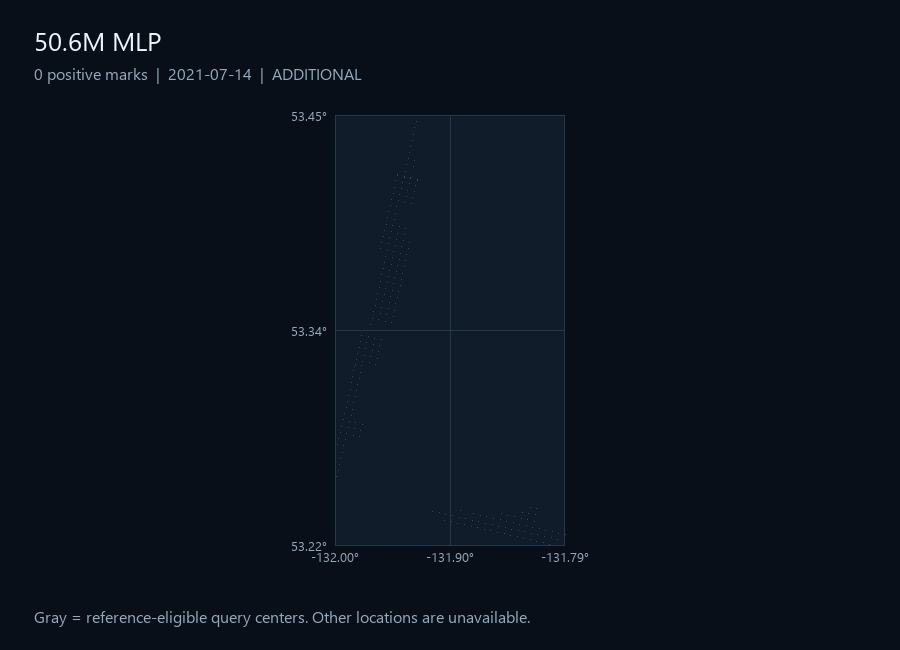 50.6M MLP
0 positive marks | 2021-07-14 | ADDITIONAL
53.45°
53.34°
53.22°
-132.00° -131.90° -131.79°
Gray = reference-eligible query centers. Other locations are unavailable.